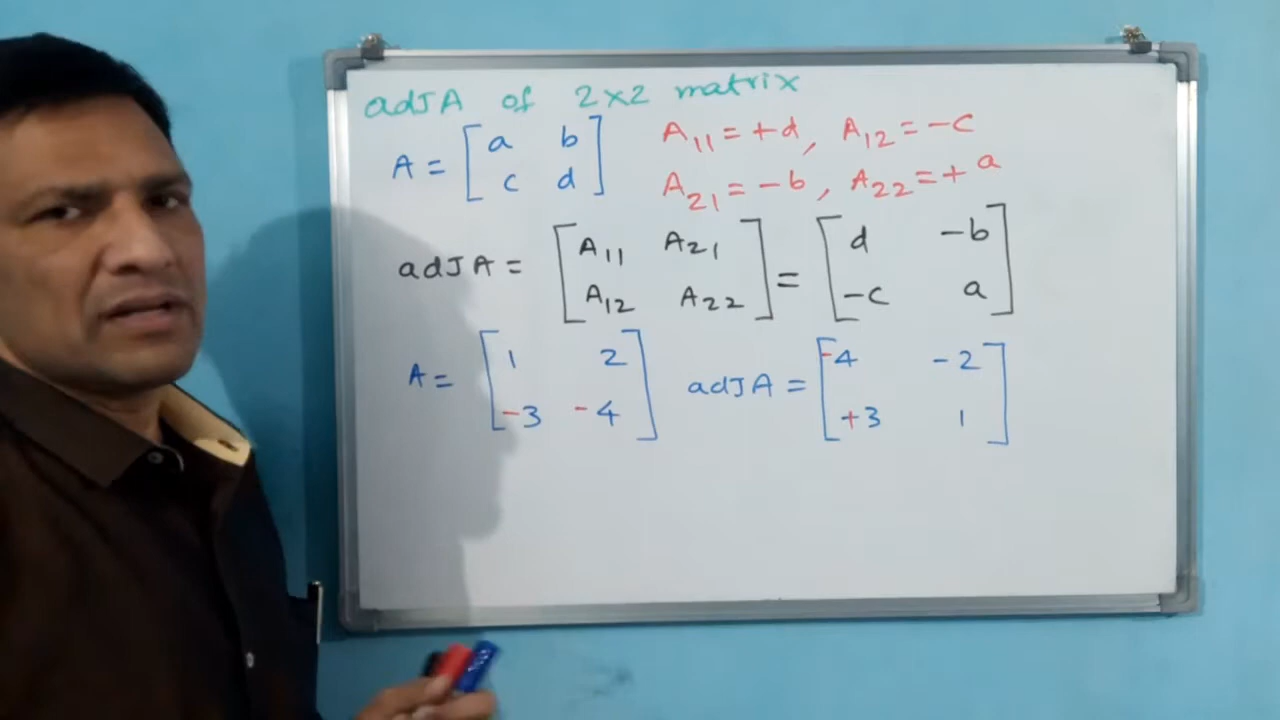 adJA of 2x2 matrix
A = [a b c d] A11 = +d, A12 = -c
A21 = -b, A22 = + a
adJA = [A11 A21 A12 A22] = [d -b -c a]
A = [1 2 -3 -4] adJA = [-4 -2 +3 1]